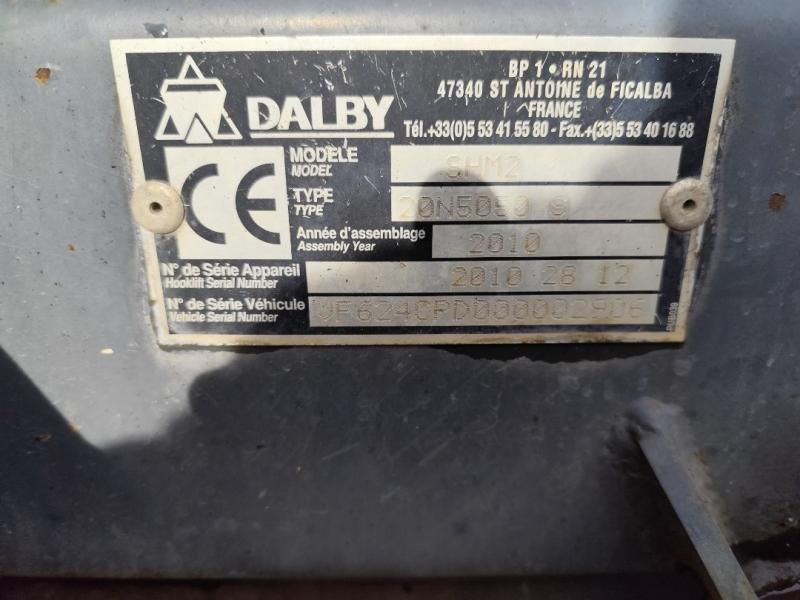 BP 1 • RN 21
47340 ST ANTOINE de FICALBA
FRANCE
DALBY
Tél.+33(0)5 53 41 55 80 - Fax.+(33)5 53 40 16 88
CE
MODELE SHM2
MODEL
TYPE 20N5050 S
TYPE
Année d'assemblage 2010
Assembly Year
N° de Série Appareil 2010 28 12
Hooklift Serial Number
N° de Série Véhicule
Vehicle Serial Number